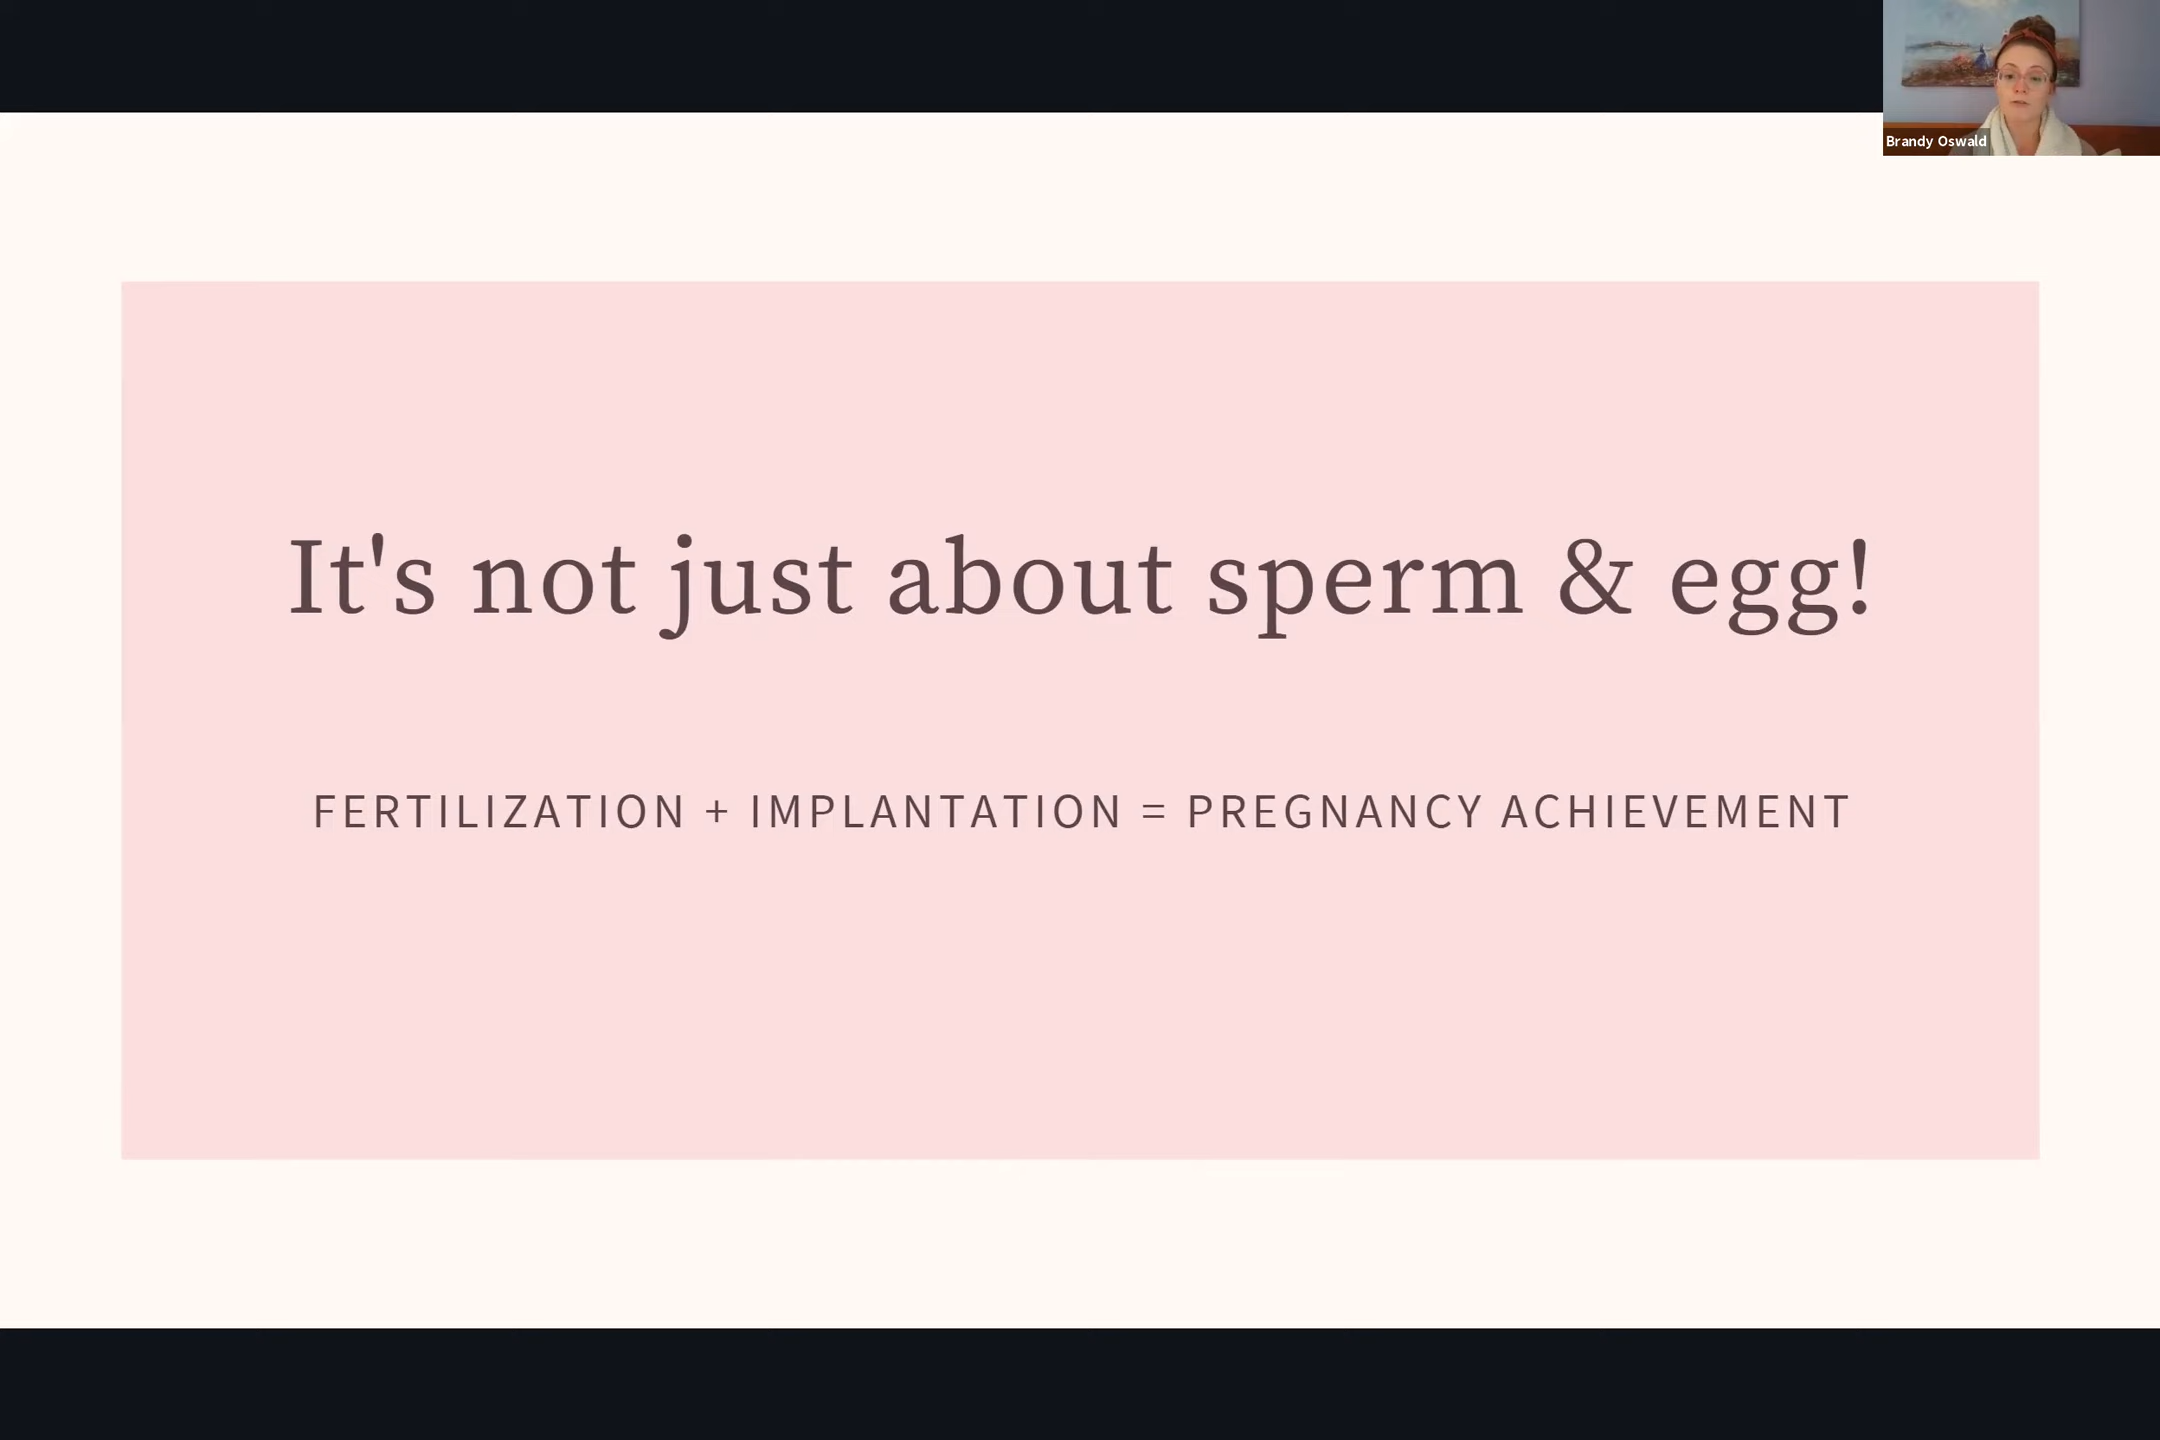 Brandy Oswald
It's not just about sperm & egg!
FERTILIZATION + IMPLANTATION = PREGNANCY ACHIEVEMENT